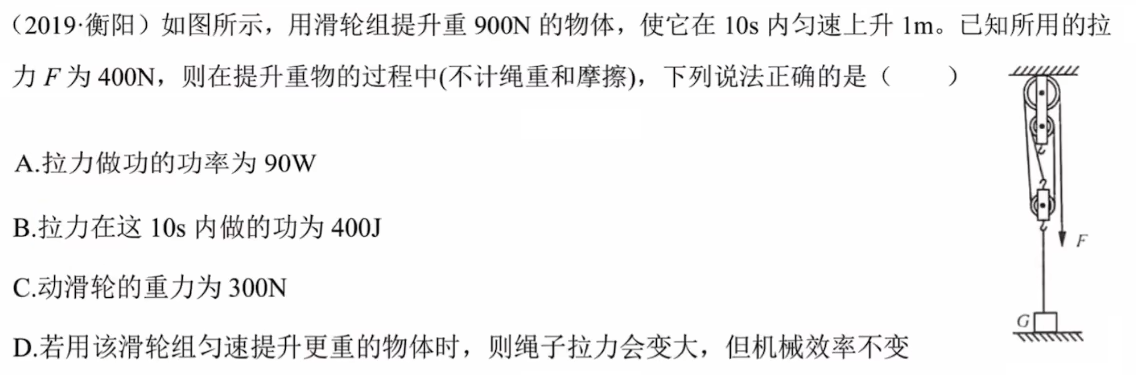 （2019·衡阳）如图所示，用滑轮组提升重 900N 的物体，使它在 10s 内匀速上升 1m。已知所用的拉
力 F 为 400N，则在提升重物的过程中(不计绳重和摩擦)，下列说法正确的是（　　）
A.拉力做功的功率为 90W
B.拉力在这 10s 内做的功为 400J
C.动滑轮的重力为 300N
D.若用该滑轮组匀速提升更重的物体时，则绳子拉力会变大，但机械效率不变
F
G